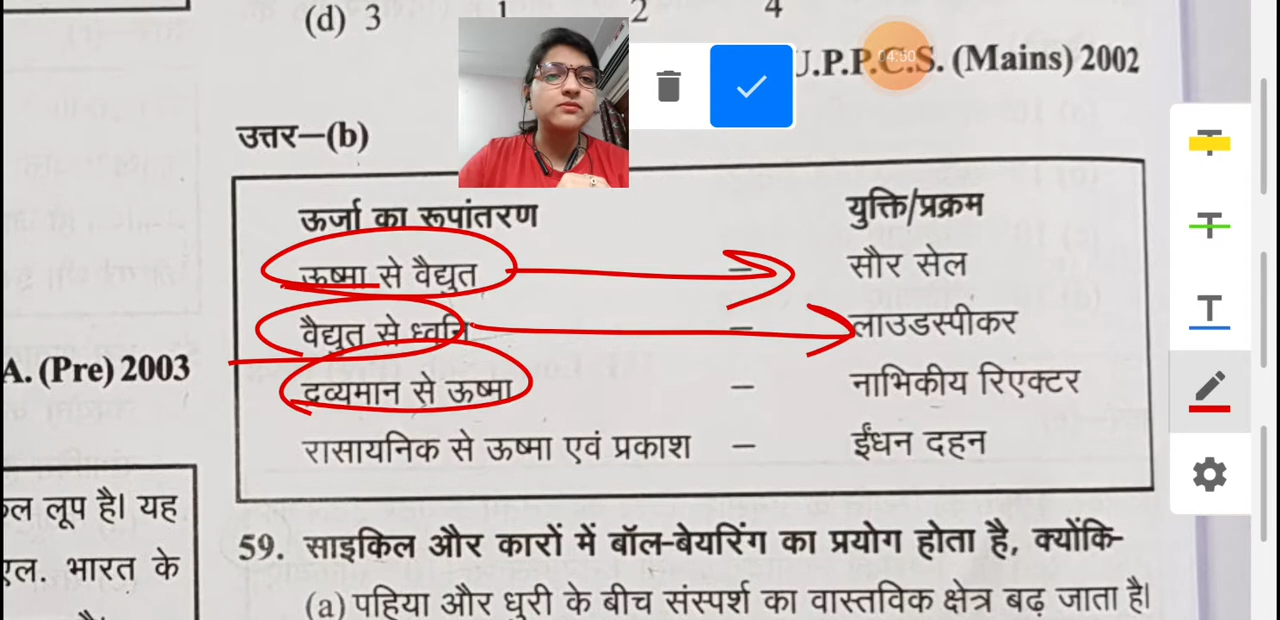 (d) 3 1 2 4
04:50
U.P.P.C.S. (Mains) 2002
उत्तर–(b)
ऊर्जा का रूपांतरण युक्ति/प्रक्रम
ऊष्मा से वैद्युत – सौर सेल
वैद्युत से ध्वनि – लाउडस्पीकर
द्रव्यमान से ऊष्मा – नाभिकीय रिएक्टर
रासायनिक से ऊष्मा एवं प्रकाश – ईंधन दहन
A. (Pre) 2003
लूप है। यह
एल. भारत के
59. साइकिल और कारों में बॉल-बेयरिंग का प्रयोग होता है, क्योंकि-
(a) पहिया और धुरी के बीच संस्पर्श का वास्तविक क्षेत्र बढ़ जाता है।